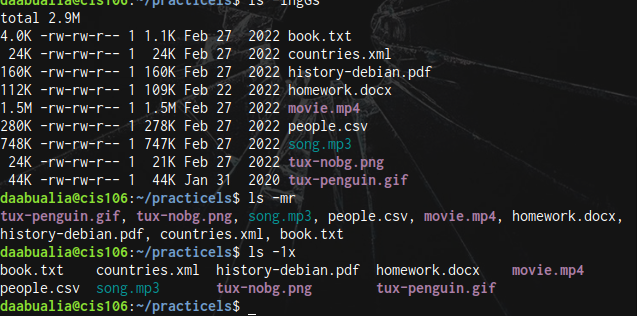 daabualia@cis106:~/practicels$ ls -lhgGs
total 2.9M
4.0K -rw-rw-r-- 1 1.1K Feb 27  2022 book.txt
 24K -rw-rw-r-- 1  24K Feb 27  2022 countries.xml
160K -rw-rw-r-- 1 160K Feb 27  2022 history-debian.pdf
112K -rw-rw-r-- 1 109K Feb 22  2022 homework.docx
1.5M -rw-rw-r-- 1 1.5M Feb 27  2022 movie.mp4
280K -rw-rw-r-- 1 278K Feb 27  2022 people.csv
748K -rw-rw-r-- 1 747K Feb 27  2022 song.mp3
 24K -rw-rw-r-- 1  21K Feb 27  2022 tux-nobg.png
 44K -rw-rw-r-- 1  44K Jan 31  2020 tux-penguin.gif
daabualia@cis106:~/practicels$ ls -mr
tux-penguin.gif, tux-nobg.png, song.mp3, people.csv, movie.mp4, homework.docx,
history-debian.pdf, countries.xml, book.txt
daabualia@cis106:~/practicels$ ls -1x
book.txt    countries.xml  history-debian.pdf  homework.docx    movie.mp4
people.csv  song.mp3       tux-nobg.png        tux-penguin.gif
daabualia@cis106:~/practicels$ _